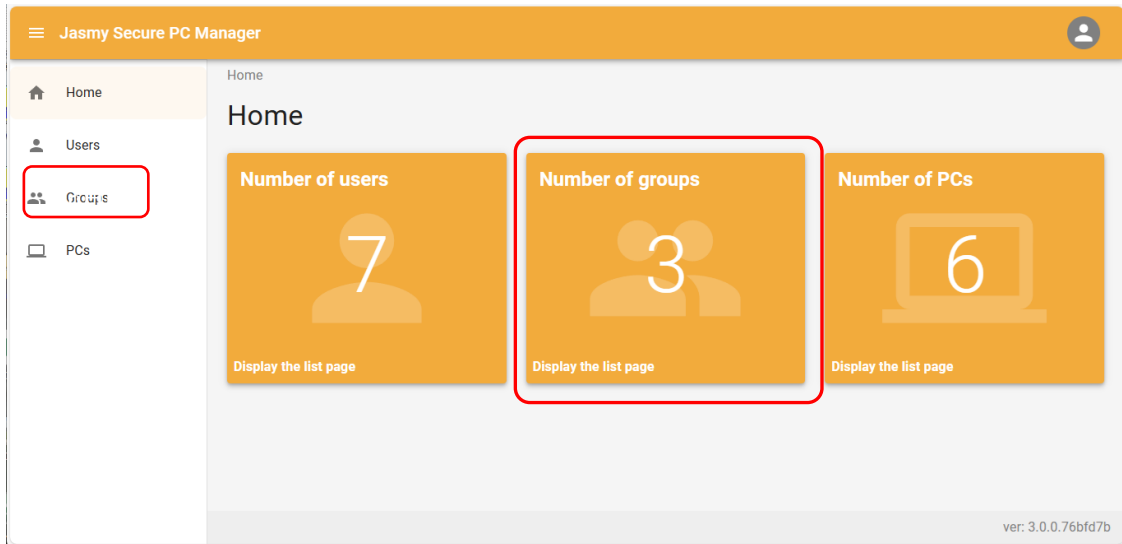 Jasmy Secure PC Manager
Home
Users
Groups
PCs
Home
Home
Number of users
7
Display the list page
Number of groups
3
Display the list page
Number of PCs
6
Display the list page
ver: 3.0.0.76bfd7b